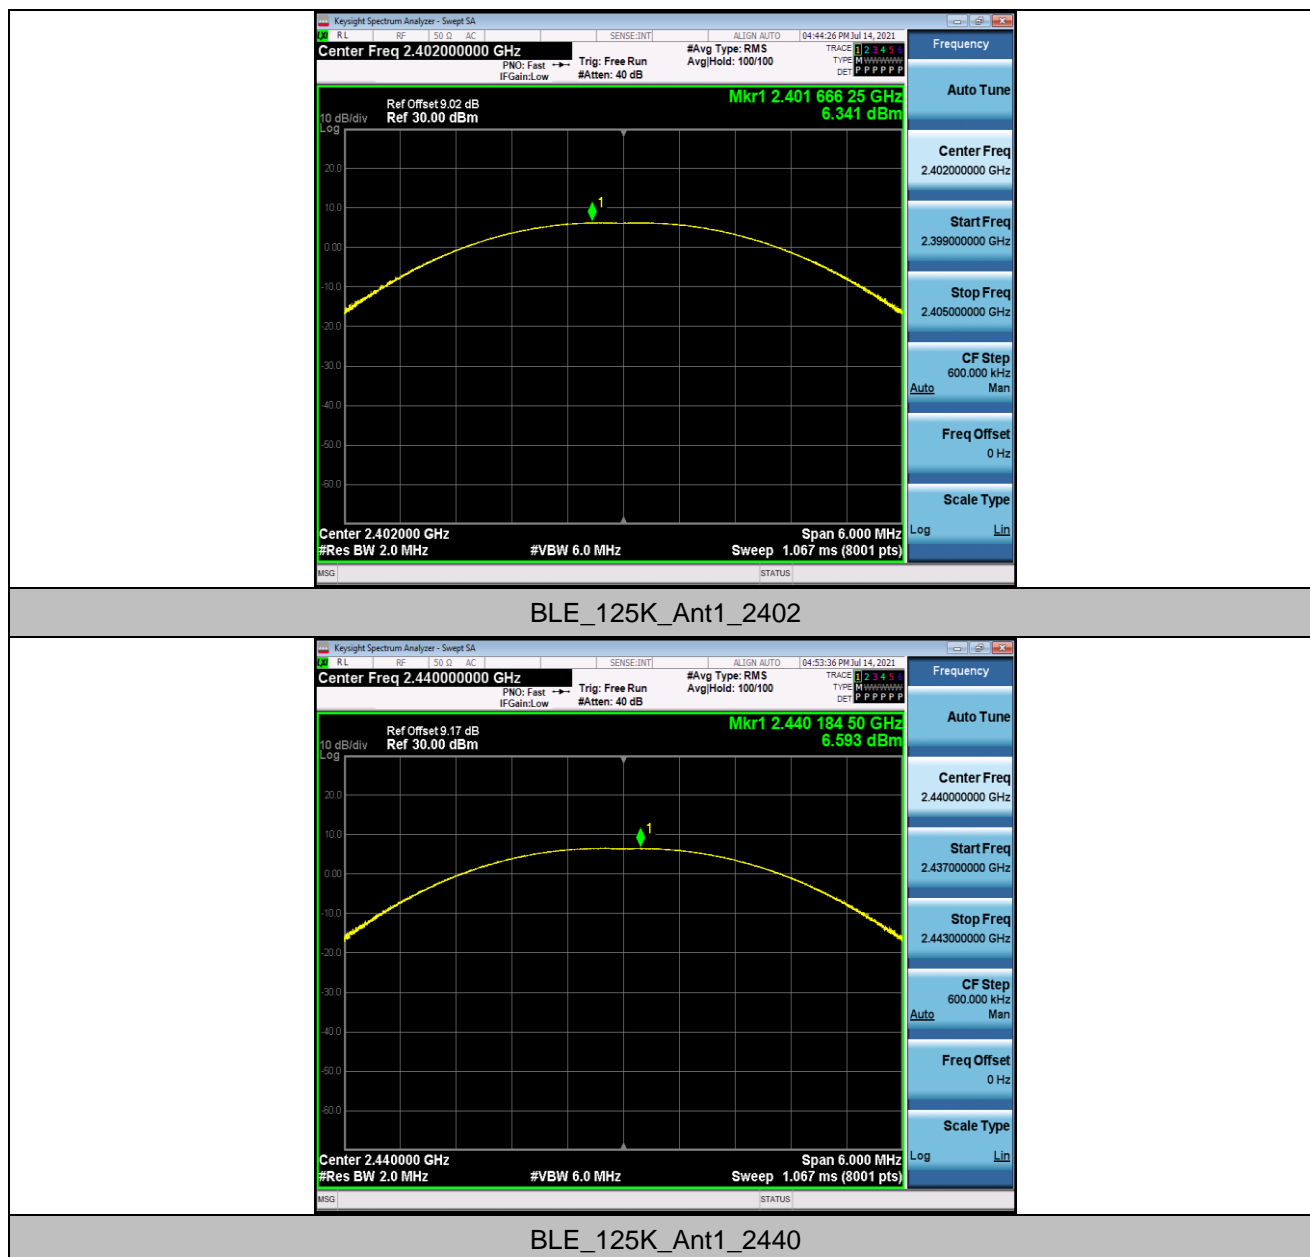 Keysight Spectrum Analyzer - Swept SA
LXI RL RF 50 Ω AC SENSE:INT ALIGN AUTO 04:44:26 PM Jul 14, 2021
Center Freq 2.402000000 GHz
PNO: Fast
IFGain:Low
Trig: Free Run
#Atten: 40 dB
#Avg Type: RMS
Avg|Hold: 100/100
TRACE 1 2 3 4 5 6
TYPE M WWWWW
DET P P P P P P
Frequency
Mkr1 2.401 666 25 GHz
6.341 dBm
Ref Offset 9.02 dB
10 dB/div Ref 30.00 dBm
Log
20.0
10.0
0.00
-10.0
-20.0
-30.0
-40.0
-50.0
-60.0
1
Auto Tune
Center Freq
2.402000000 GHz
Start Freq
2.399000000 GHz
Stop Freq
2.405000000 GHz
CF Step
600.000 kHz
Auto Man
Freq Offset
0 Hz
Scale Type
Log Lin
Center 2.402000 GHz Span 6.000 MHz
#Res BW 2.0 MHz #VBW 6.0 MHz Sweep 1.067 ms (8001 pts)
MSG STATUS
BLE_125K_Ant1_2402
Keysight Spectrum Analyzer - Swept SA
LXI RL RF 50 Ω AC SENSE:INT ALIGN AUTO 04:53:36 PM Jul 14, 2021
Center Freq 2.440000000 GHz
PNO: Fast
IFGain:Low
Trig: Free Run
#Atten: 40 dB
#Avg Type: RMS
Avg|Hold: 100/100
TRACE 1 2 3 4 5 6
TYPE M WWWWW
DET P P P P P P
Frequency
Mkr1 2.440 184 50 GHz
6.593 dBm
Ref Offset 9.17 dB
10 dB/div Ref 30.00 dBm
Log
20.0
10.0
0.00
-10.0
-20.0
-30.0
-40.0
-50.0
-60.0
1
Auto Tune
Center Freq
2.440000000 GHz
Start Freq
2.437000000 GHz
Stop Freq
2.443000000 GHz
CF Step
600.000 kHz
Auto Man
Freq Offset
0 Hz
Scale Type
Log Lin
Center 2.440000 GHz Span 6.000 MHz
#Res BW 2.0 MHz #VBW 6.0 MHz Sweep 1.067 ms (8001 pts)
MSG STATUS
BLE_125K_Ant1_2440